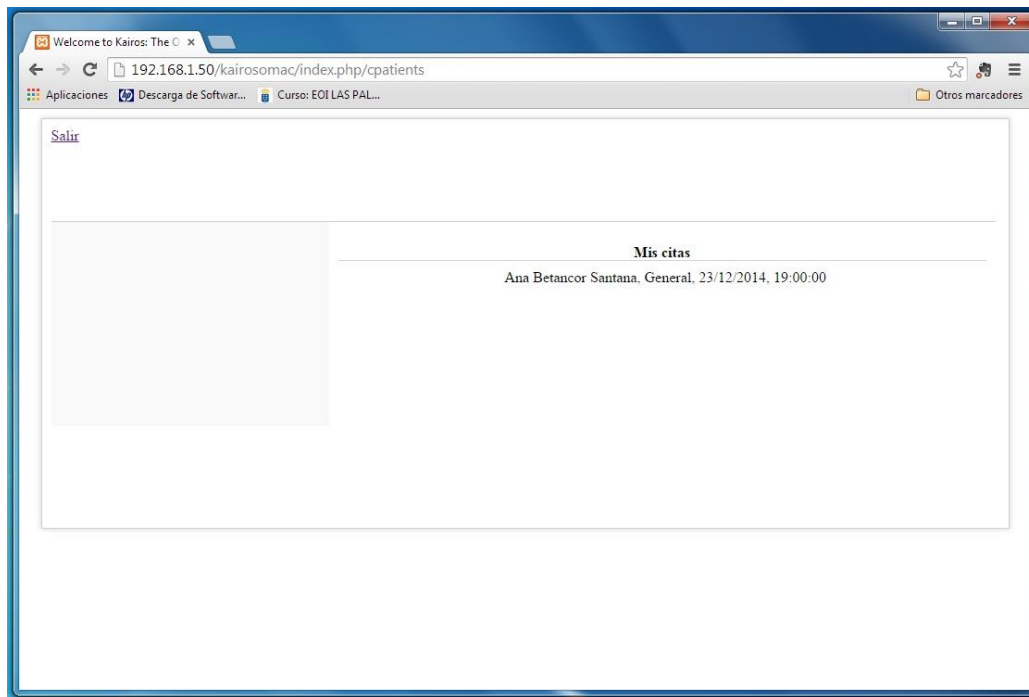 Welcome to Kairos: The O
192.168.1.50/kairosomac/index.php/cpatients
Aplicaciones Descarga de Softwar... Curso: EOI LAS PAL... Otros marcadores
Salir
Mis citas
Ana Betancor Santana, General, 23/12/2014, 19:00:00